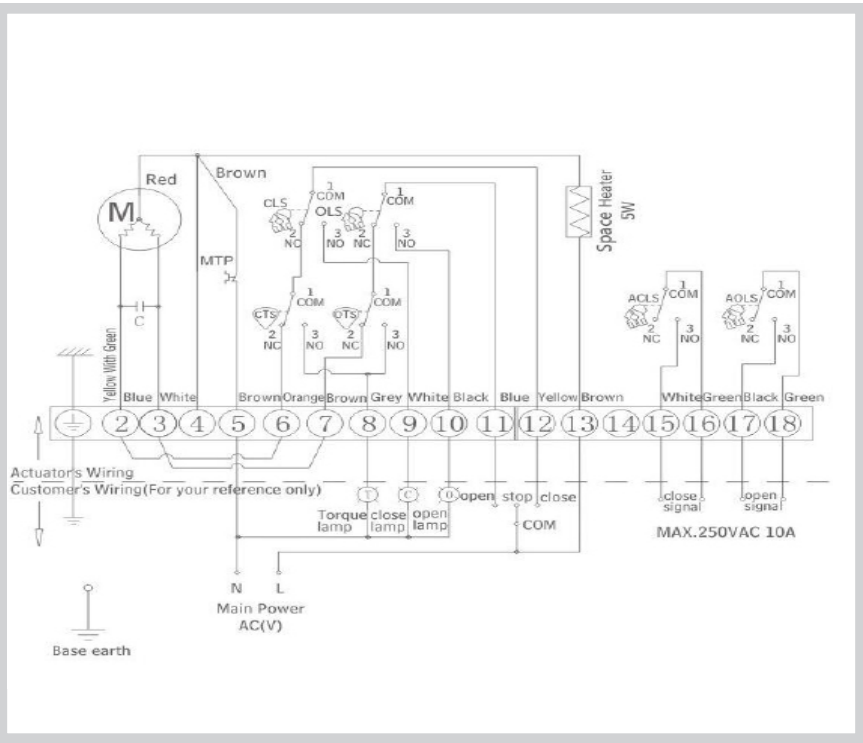 Red
Brown
M
MTP
C
Yellow With Green
CLS
1
COM
2
NC
3
NO
OLS
1
COM
2
NC
3
NO
CTS
1
COM
2
NC
3
NO
OTS
1
COM
2
NC
3
NO
Space Heater
5W
ACLS
1
COM
2
NC
3
NO
AOLS
1
COM
2
NC
3
NO
Blue White Brown Orange Brown Grey White Black Blue Yellow Brown White Green Black Green
2 3 4 5 6 7 8 9 10 11 12 13 14 15 16 17 18
Actuator's Wiring
Customer's Wiring(For your reference only)
T C O open stop close
Torque close open
lamp lamp lamp
COM
close open
signal signal
MAX.250VAC 10A
N L
Main Power
AC(V)
Base earth